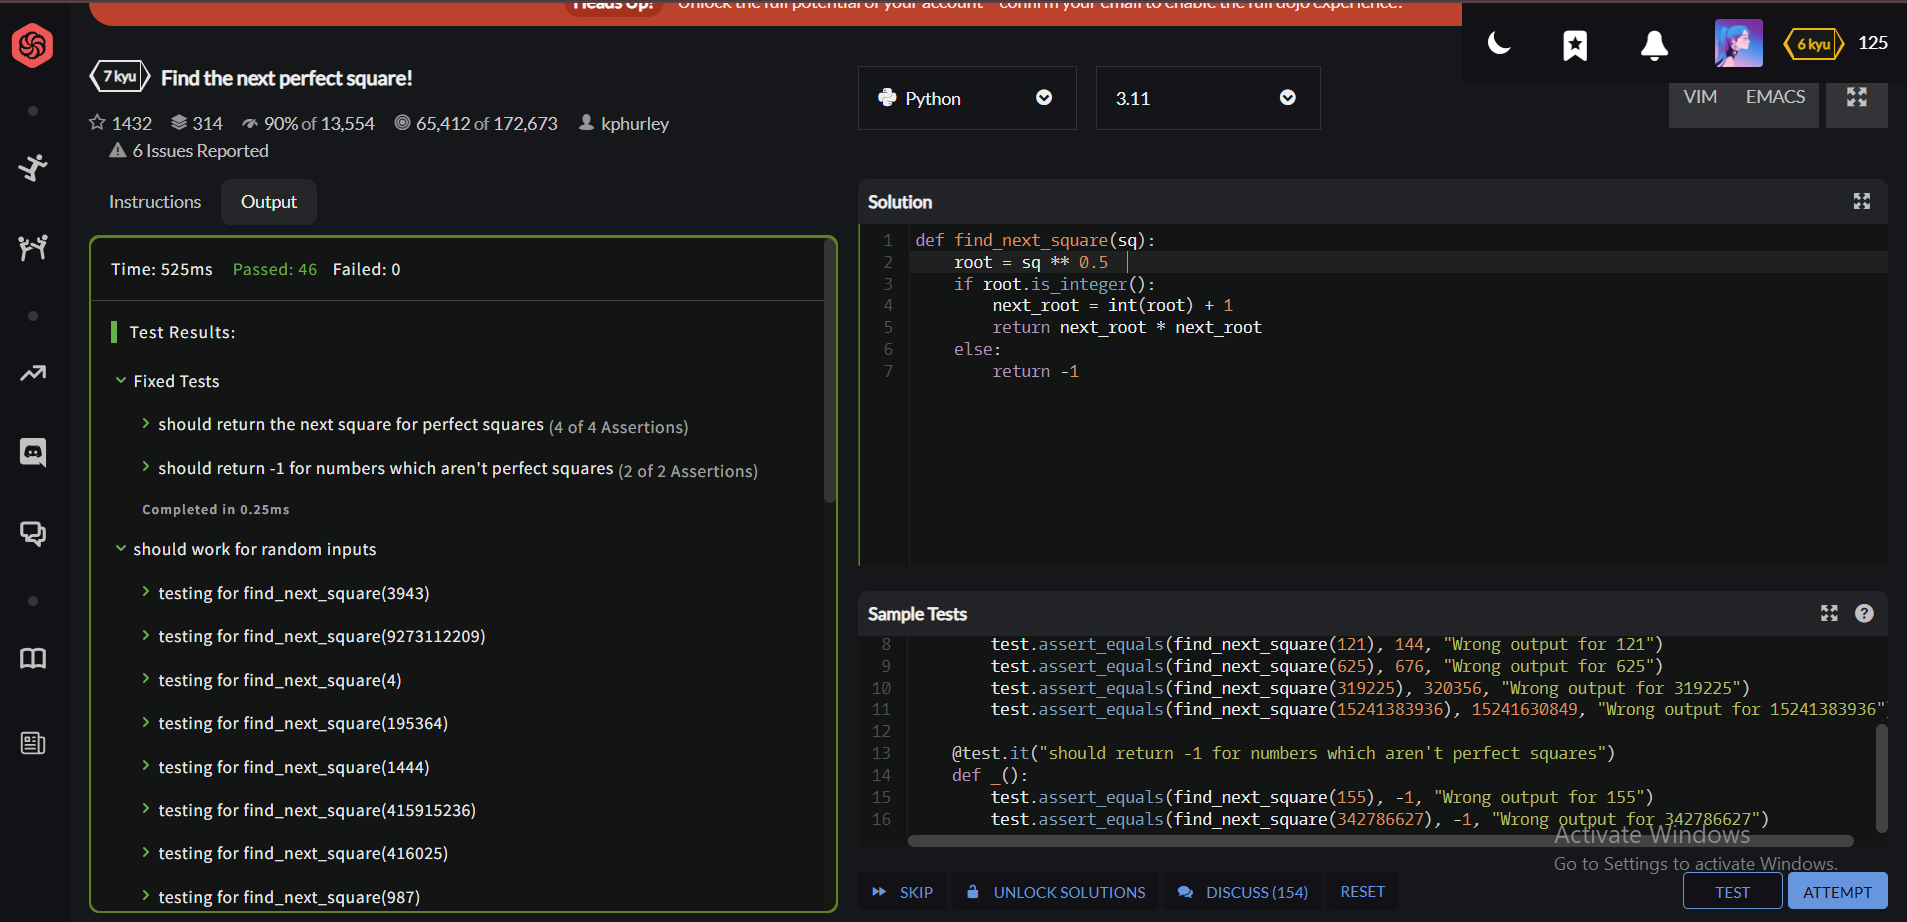 Heads Up! Unlock the full potential of your account - confirm your email to enable the full dojo experience!
7 kyu Find the next perfect square!
1432 314 90% of 13,554 65,412 of 172,673 kphurley
6 Issues Reported
Python
3.11
6 kyu 125
VIM EMACS
Instructions Output
Time: 525ms Passed: 46 Failed: 0
Test Results:
Fixed Tests
should return the next square for perfect squares (4 of 4 Assertions)
should return -1 for numbers which aren't perfect squares (2 of 2 Assertions)
Completed in 0.25ms
should work for random inputs
testing for find_next_square(3943)
testing for find_next_square(9273112209)
testing for find_next_square(4)
testing for find_next_square(195364)
testing for find_next_square(1444)
testing for find_next_square(415915236)
testing for find_next_square(416025)
testing for find_next_square(987)
Solution
1 def find_next_square(sq):
2 root = sq ** 0.5
3 if root.is_integer():
4 next_root = int(root) + 1
5 return next_root * next_root
6 else:
7 return -1
Sample Tests
8 test.assert_equals(find_next_square(121), 144, "Wrong output for 121")
9 test.assert_equals(find_next_square(625), 676, "Wrong output for 625")
10 test.assert_equals(find_next_square(319225), 320356, "Wrong output for 319225")
11 test.assert_equals(find_next_square(15241383936), 15241630849, "Wrong output for 15241383936")
12
13 @test.it("should return -1 for numbers which aren't perfect squares")
14 def _():
15 test.assert_equals(find_next_square(155), -1, "Wrong output for 155")
16 test.assert_equals(find_next_square(342786627), -1, "Wrong output for 342786627")
Activate Windows
Go to Settings to activate Windows.
SKIP UNLOCK SOLUTIONS DISCUSS (154) RESET TEST ATTEMPT